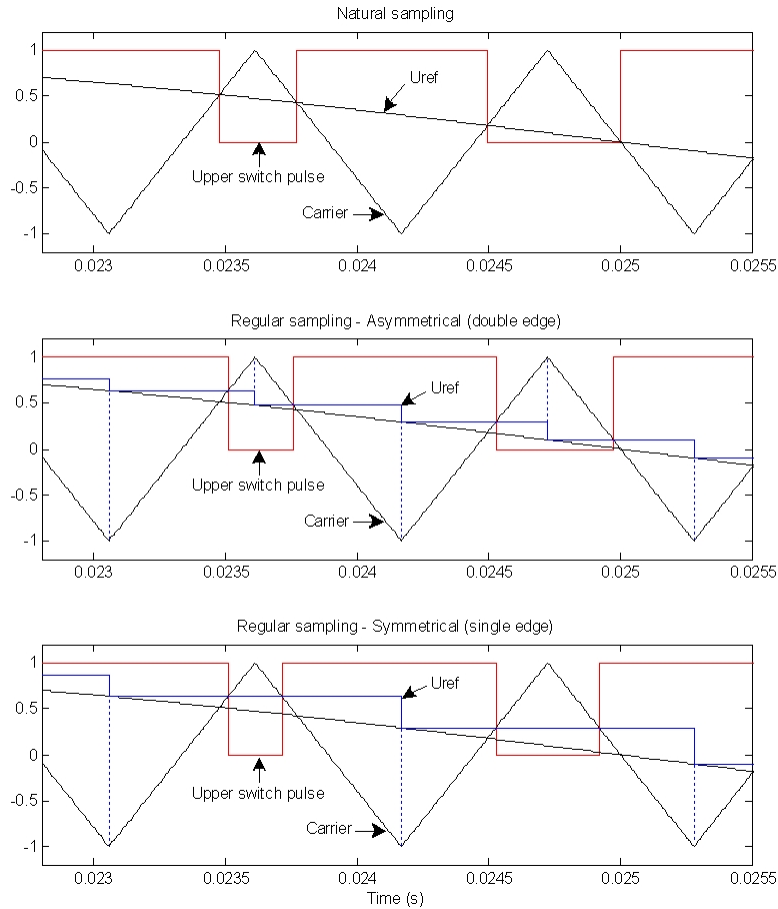 Natural sampling
1
0.5
0
-0.5
-1
Uref
Upper switch pulse
Carrier
0.023 0.0235 0.024 0.0245 0.025 0.0255
Regular sampling - Asymmetrical (double edge)
1
0.5
0
-0.5
-1
Uref
Upper switch pulse
Carrier
0.023 0.0235 0.024 0.0245 0.025 0.0255
Regular sampling - Symmetrical (single edge)
1
0.5
0
-0.5
-1
Uref
Upper switch pulse
Carrier
0.023 0.0235 0.024 0.0245 0.025 0.0255
Time (s)